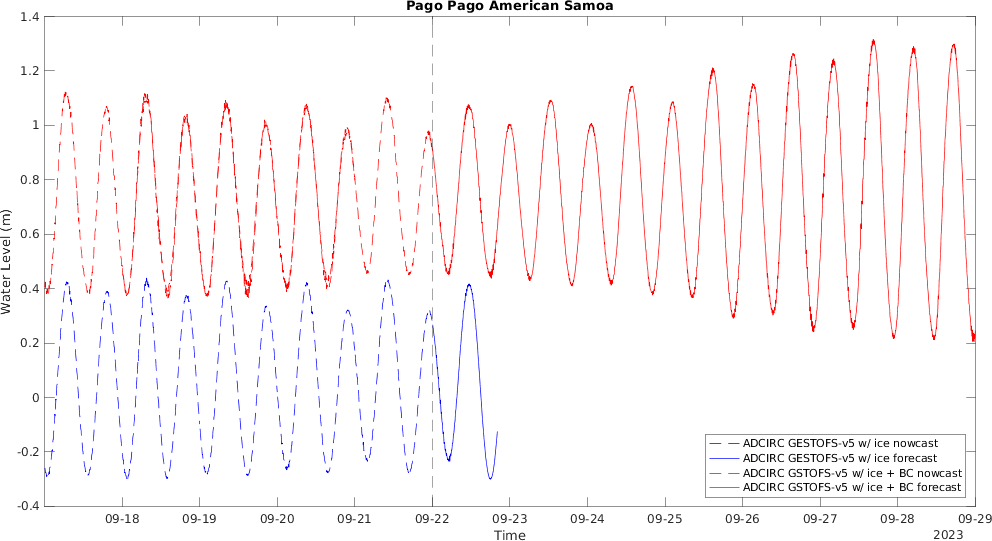 Pago Pago American Samoa
1.4
1.2
1
0.8
0.6
0.4
0.2
0
-0.2
-0.4
Water Level (m)
ADCIRC GESTOFS-v5 w/ ice nowcast
ADCIRC GESTOFS-v5 w/ ice forecast
ADCIRC GSTOFS-v5 w/ ice + BC nowcast
ADCIRC GSTOFS-v5 w/ ice + BC forecast
09-18 09-19 09-20 09-21 09-22 09-23 09-24 09-25 09-26 09-27 09-28 09-29
Time 2023